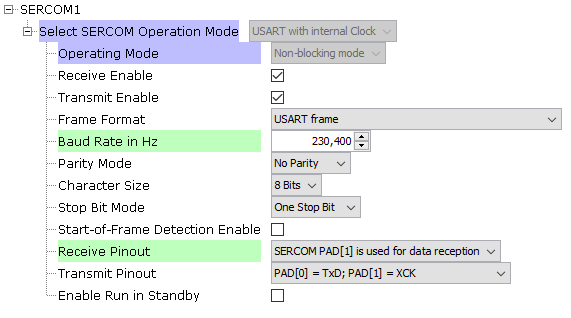 SERCOM1
Select SERCOM Operation Mode USART with internal Clock
Operating Mode Non-blocking mode
Receive Enable
Transmit Enable
Frame Format USART frame
Baud Rate in Hz 230,400
Parity Mode No Parity
Character Size 8 Bits
Stop Bit Mode One Stop Bit
Start-of-Frame Detection Enable
Receive Pinout SERCOM PAD[1] is used for data reception
Transmit Pinout PAD[0] = TxD; PAD[1] = XCK
Enable Run in Standby